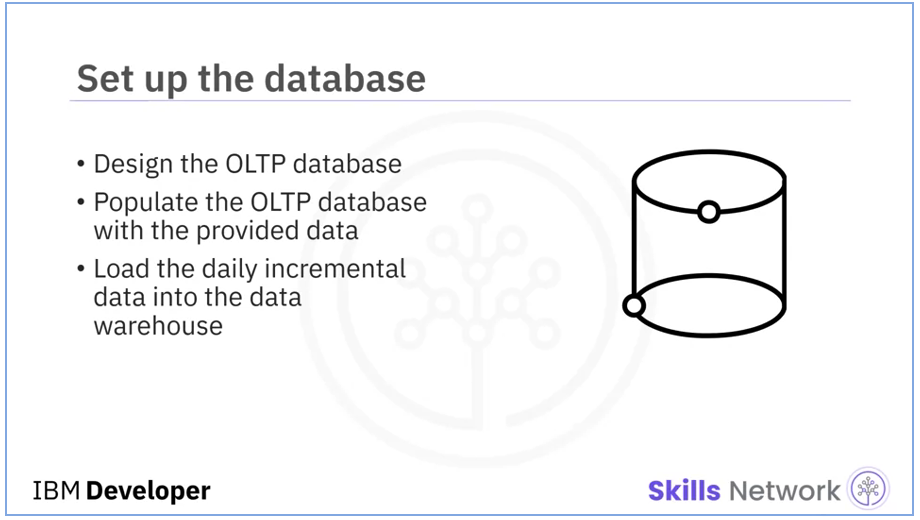 Set up the database
• Design the OLTP database
• Populate the OLTP database
with the provided data
• Load the daily incremental
data into the data
warehouse
IBM Developer
Skills Network